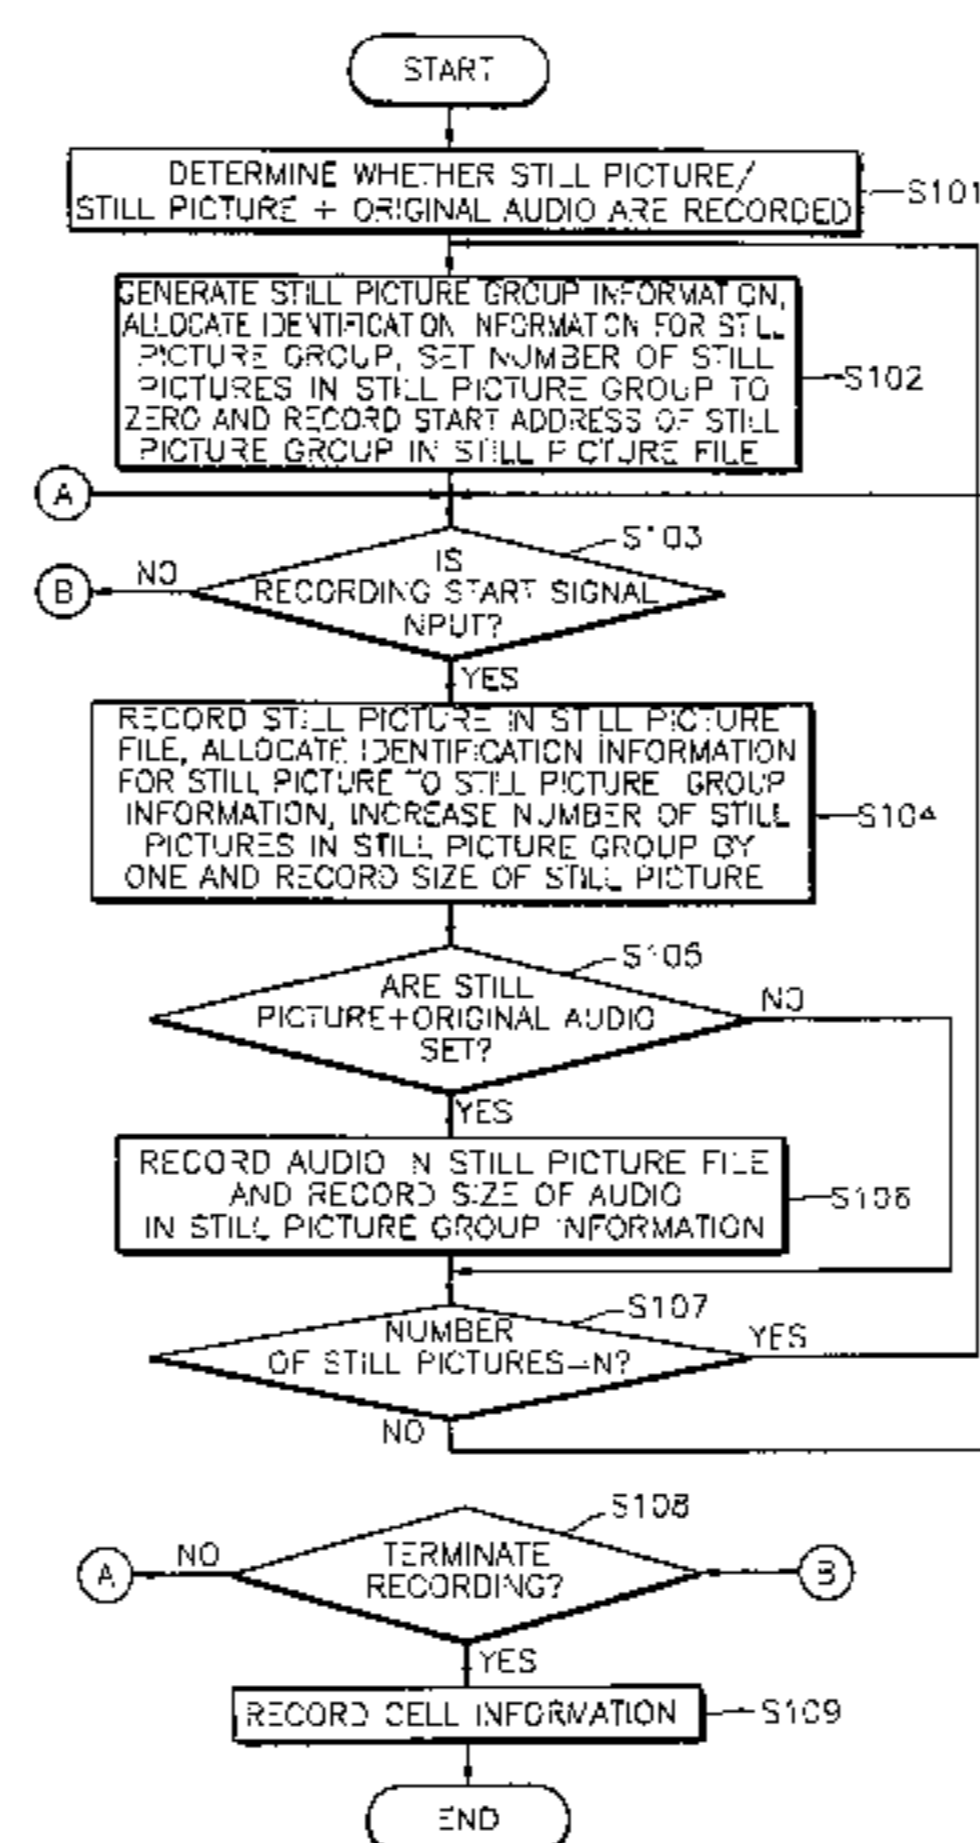 START
DETERMINE WHETHER STILL PICTURE/
STILL PICTURE + ORIGINAL AUDIO ARE RECORDED
S101
GENERATE STILL PICTURE GROUP INFORMATION,
ALLOCATE IDENTIFICATION INFORMATION FOR STILL
PICTURE GROUP, SET NUMBER OF STILL
PICTURES IN STILL PICTURE GROUP TO
ZERO AND RECORD START ADDRESS OF STILL
PICTURE GROUP IN STILL PICTURE FILE
S102
A
S103
IS
RECORDING START SIGNAL
INPUT?
NO
B
YES
RECORD STILL PICTURE IN STILL PICTURE
FILE, ALLOCATE IDENTIFICATION INFORMATION
FOR STILL PICTURE TO STILL PICTURE GROUP
INFORMATION, INCREASE NUMBER OF STILL
PICTURES IN STILL PICTURE GROUP BY
ONE AND RECORD SIZE OF STILL PICTURE
S104
S105
ARE STILL
PICTURE+ORIGINAL AUDIO
SET?
NO
YES
RECORD AUDIO IN STILL PICTURE FILE
AND RECORD SIZE OF AUDIO
IN STILL PICTURE GROUP INFORMATION
S106
S107
NUMBER
OF STILL PICTURES=N?
YES
NO
S108
TERMINATE
RECORDING?
NO
A
B
YES
RECORD CELL INFORMATION
S109
END